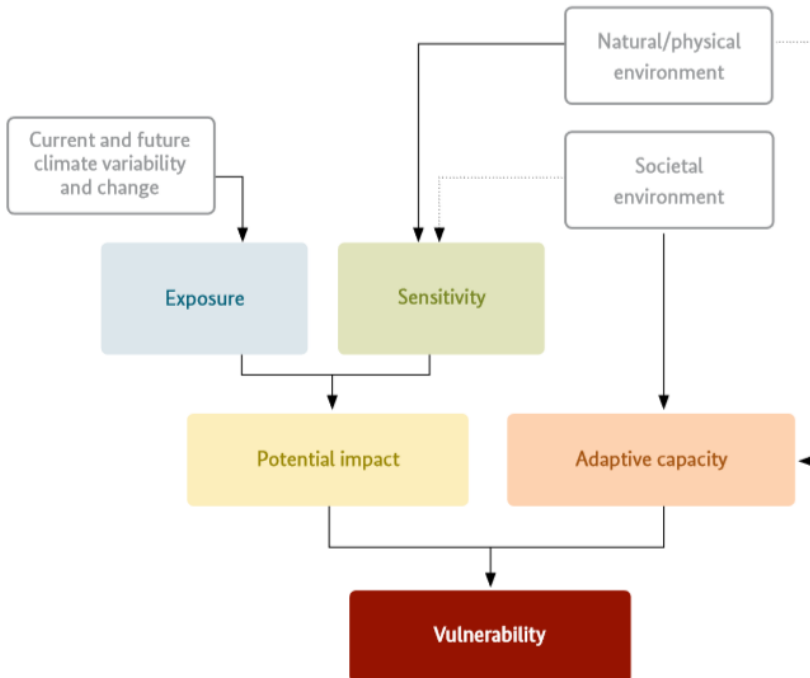 Natural/physical
environment
Current and future
climate variability
and change
Societal
environment
Exposure
Sensitivity
Potential impact
Adaptive capacity
Vulnerability